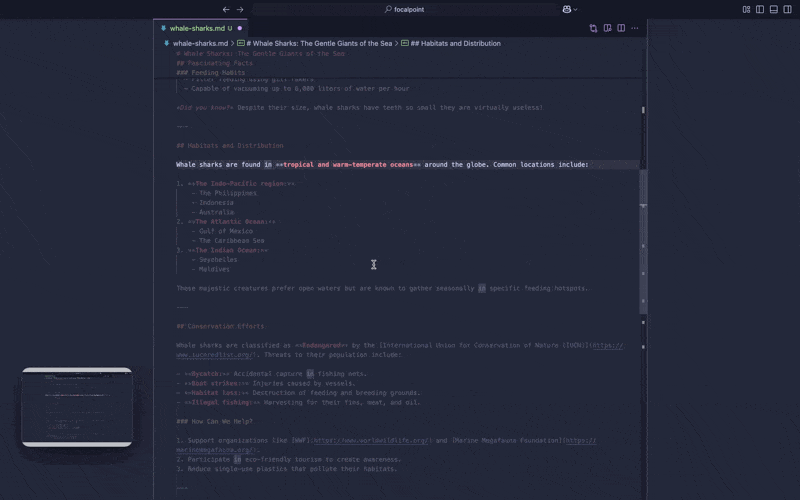 focalpoint
whale-sharks.md U
whale-sharks.md > # Whale Sharks: The Gentle Giants of the Sea > ## Habitats and Distribution
# Whale Sharks: The Gentle Giants of the Sea
## Fascinating Facts
### Feeding Habits
- Filter feeding using gill rakers
- Capable of vacuuming up to 6,000 liters of water per hour
*Did you know?* Despite their size, whale sharks have teeth so small they are virtually useless!
---
## Habitats and Distribution
Whale sharks are found in **tropical and warm-temperate oceans** around the globe. Common locations include:
1. **The Indo-Pacific region:**
- The Philippines
- Indonesia
- Australia
2. **The Atlantic Ocean:**
- Gulf of Mexico
- The Caribbean Sea
3. **The Indian Ocean:**
- Seychelles
- Maldives
These majestic creatures prefer open waters but are known to gather seasonally in specific feeding hotspots.
---
## Conservation Efforts
Whale sharks are classified as **Endangered** by the [International Union for Conservation of Nature (IUCN)](https://
www.iucnredlist.org/). Threats to their population include:
- **Bycatch:** Accidental capture in fishing nets.
- **Boat strikes:** Injuries caused by vessels.
- **Habitat loss:** Destruction of feeding and breeding grounds.
- **Illegal fishing:** Harvesting for their fins, meat, and oil.
### How Can We Help?
1. Support organizations like [WWF](https://www.worldwildlife.org/) and [Marine Megafauna Foundation](https://
marinemegafauna.org/).
2. Participate in eco-friendly tourism to create awareness.
3. Reduce single-use plastics that pollute their habitats.
---